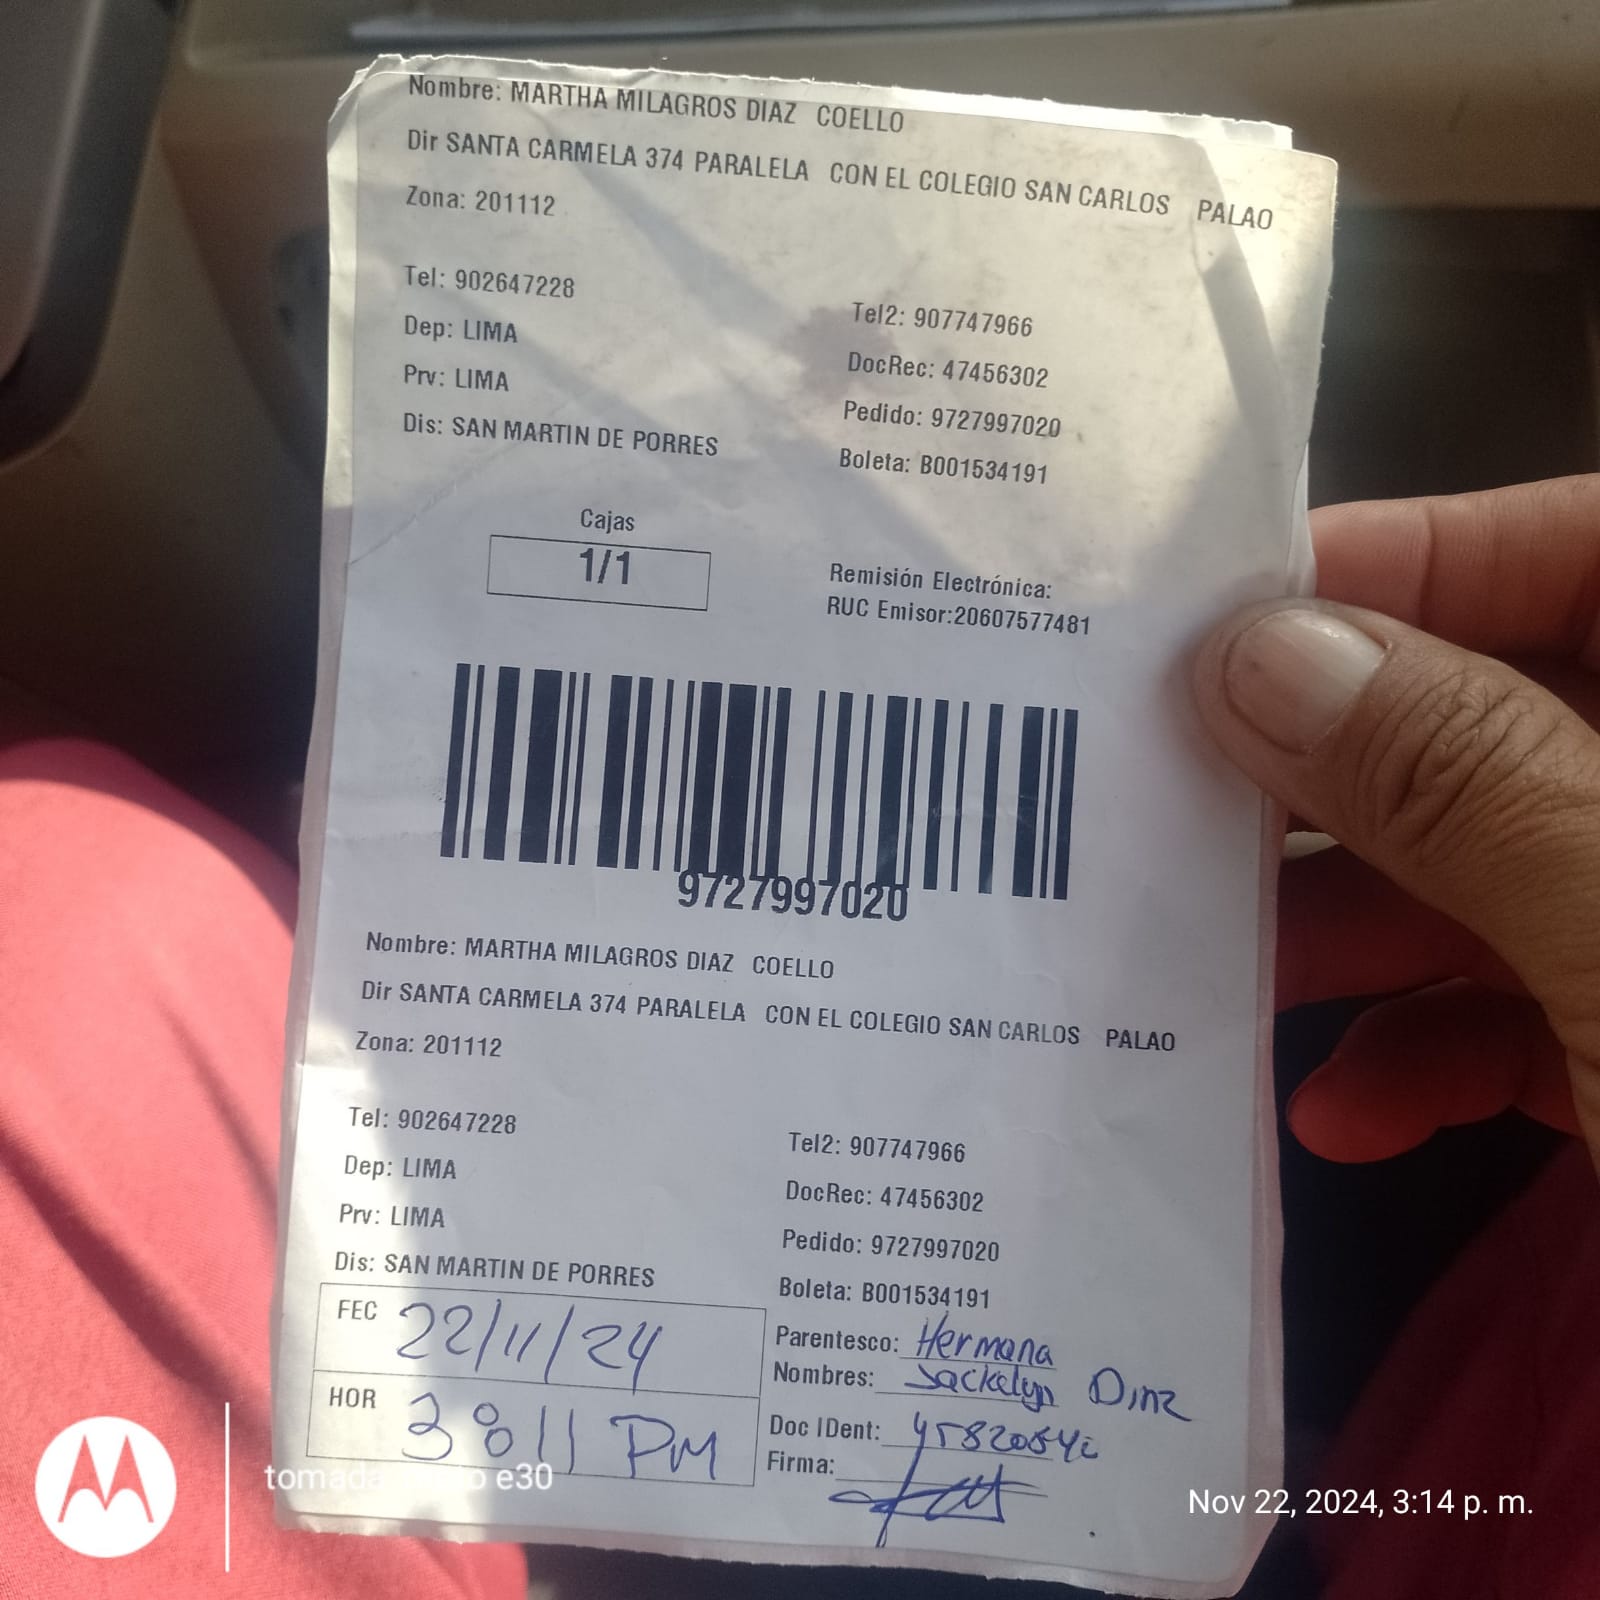 Nombre: MARTHA MILAGROS DIAZ COELLO
Dir SANTA CARMELA 374 PARALELA CON EL COLEGIO SAN CARLOS PALAO
Zona: 201112
Tel: 902647228
Tel2: 907747966
Dep: LIMA
DocRec: 47456302
Prv: LIMA
Pedido: 9727997020
Dis: SAN MARTIN DE PORRES
Boleta: B001534191
Cajas
1/1
Remisión Electrónica:
RUC Emisor:20607577481
9727997020
Nombre: MARTHA MILAGROS DIAZ COELLO
Dir SANTA CARMELA 374 PARALELA CON EL COLEGIO SAN CARLOS PALAO
Zona: 201112
Tel: 902647228
Tel2: 907747966
Dep: LIMA
DocRec: 47456302
Prv: LIMA
Pedido: 9727997020
Dis: SAN MARTIN DE PORRES
Boleta: B001534191
FEC 22/11/24
Parentesco: Hermana
Nombres: Jackelyn Diaz
HOR 3:11 PM
Doc IDent:
Firma:
e30
Nov 22, 2024, 3:14 p. m.